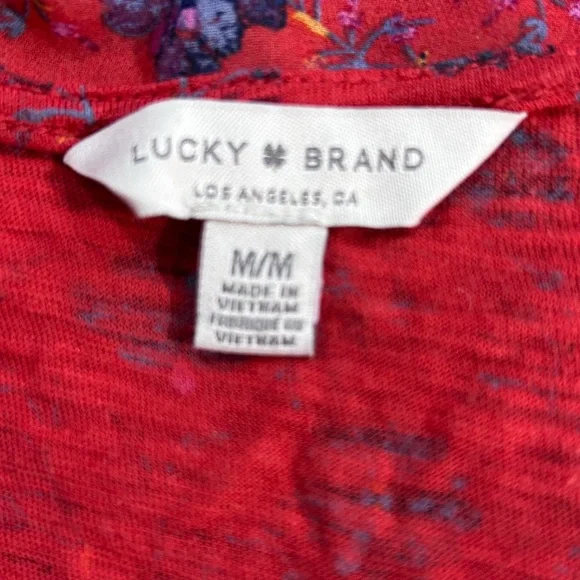 LUCKY BRAND
LOS ANGELES, CA
M/M
MADE IN
VIETNAM
FABRIQUÉ AU
VIETNAM